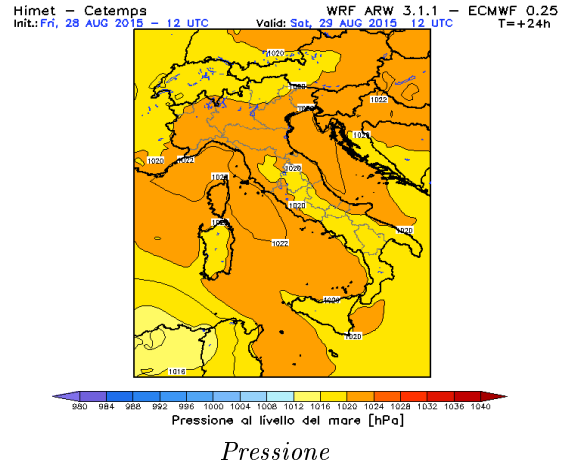 Himet – Cetemps WRF ARW 3.1.1 – ECMWF 0.25
Init.: Fri, 28 AUG 2015 – 12 UTC Valid: Sat, 29 AUG 2015 12 UTC T=+24h
1020
1022
1020
1020
1022
1020
1020
1020
1020
1022
1020
1020
1020
1016
980 984 988 992 996 1000 1004 1008 1012 1016 1020 1024 1028 1032 1036 1040
Pressione al livello del mare [hPa]
Pressione